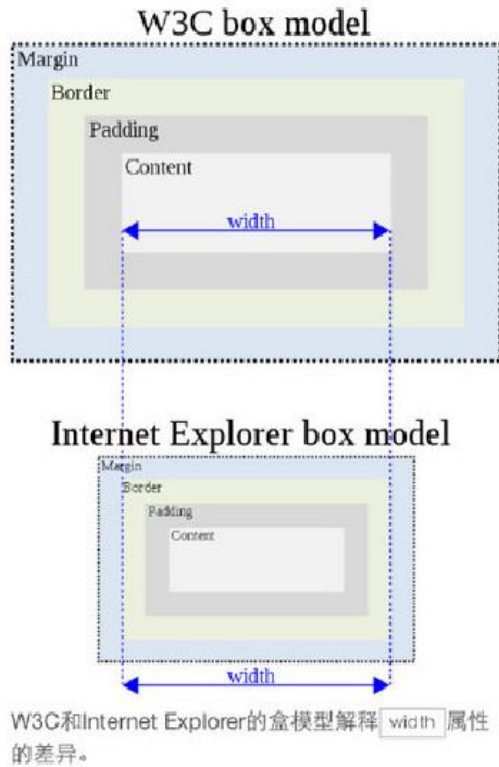 W3C box model
Margin
Border
Padding
Content
width
Internet Explorer box model
Margin
Border
Padding
Content
width
W3C和Internet Explorer的盒模型解释 width 属性
的差异。